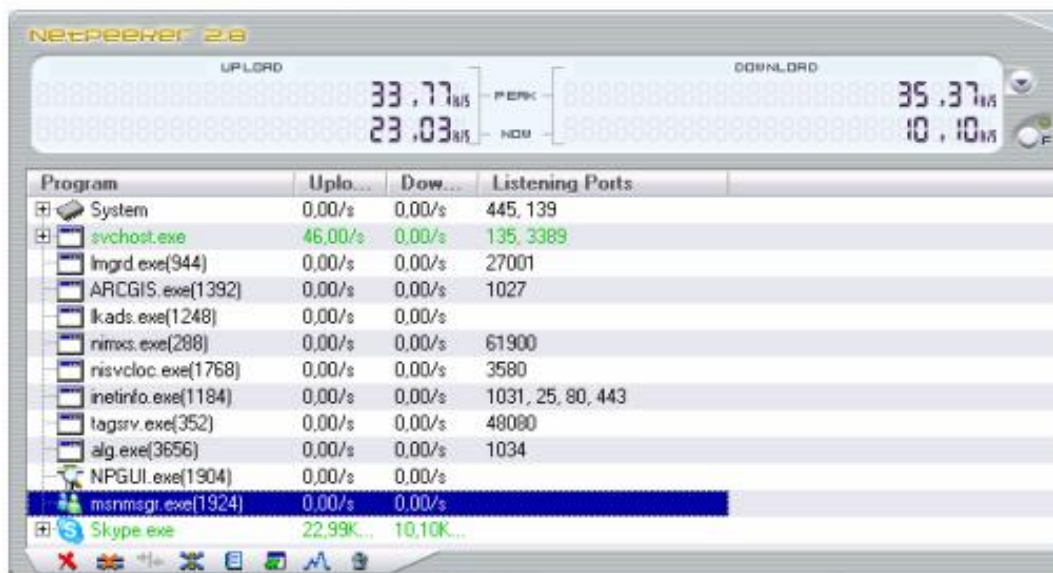 NetPeeker 2.8
UPLOAD DOWNLOAD
33,77 K/S PEAK 35,37 K/S
23,03 K/S NOW 10,10 K/S
F
Program Uplo... Dow... Listening Ports
System 0,00/s 0,00/s 445, 139
svchost.exe 46,00/s 0,00/s 135, 3389
lmgrd.exe(944) 0,00/s 0,00/s 27001
ARCGIS.exe(1392) 0,00/s 0,00/s 1027
lkads.exe(1248) 0,00/s 0,00/s
nimxs.exe(288) 0,00/s 0,00/s 61900
nisvcloc.exe(1768) 0,00/s 0,00/s 3580
inetinfo.exe(1184) 0,00/s 0,00/s 1031, 25, 80, 443
tagsrv.exe(352) 0,00/s 0,00/s 48080
alg.exe(3656) 0,00/s 0,00/s 1034
NPGUI.exe(1904) 0,00/s 0,00/s
msnmsgr.exe(1924) 0,00/s 0,00/s
Skype.exe 22,99K... 10,10K...